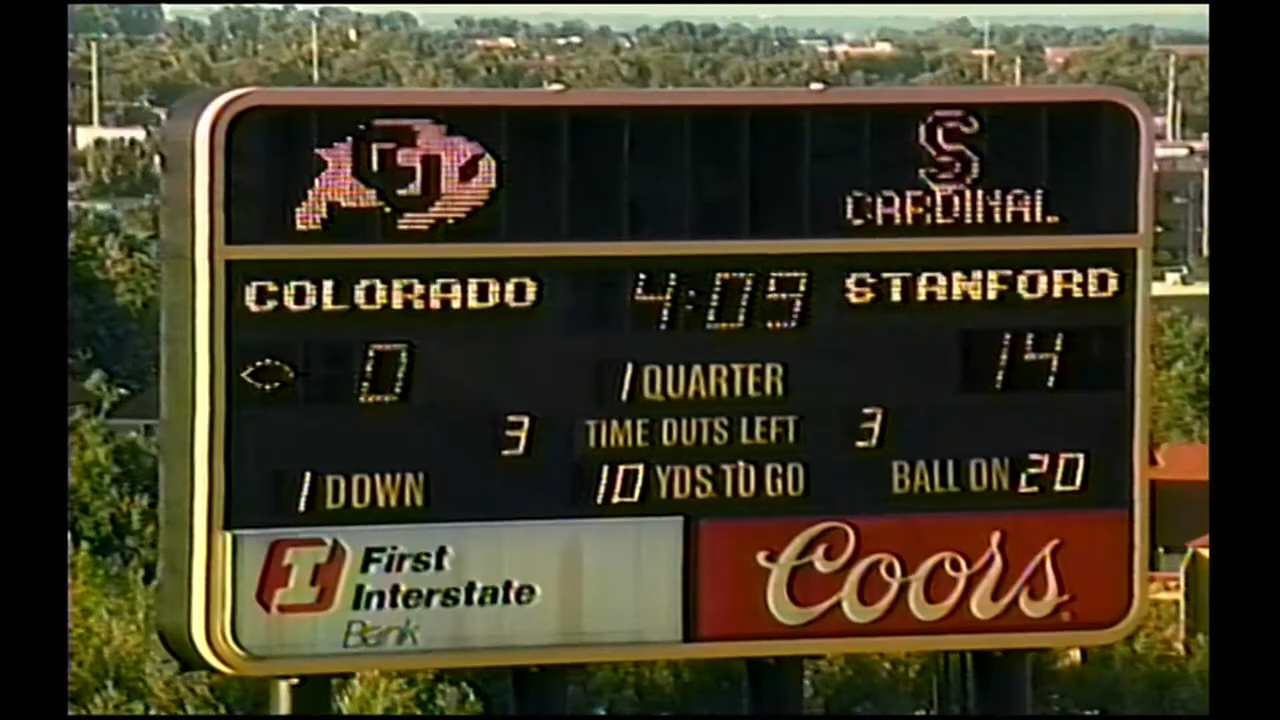 CU S
CARDINAL
COLORADO 4:09 STANFORD
0 1 QUARTER 14
3 TIME OUTS LEFT 3
1 DOWN 10 YDS. TO GO BALL ON 20
I First Interstate Bank
Coors